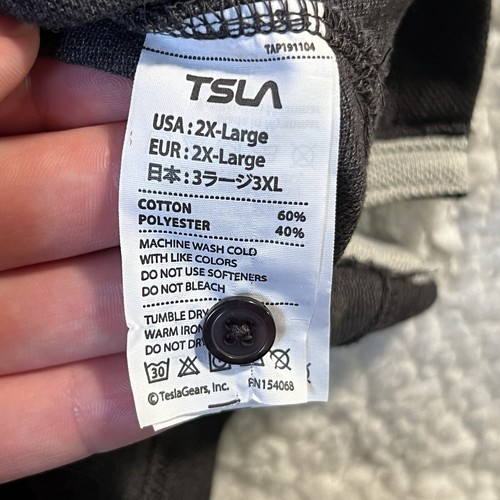 TAP191104
TSLA
USA : 2X-Large
EUR : 2X-Large
日本 : 3ラージ3XL
COTTON 60%
POLYESTER 40%
MACHINE WASH COLD
WITH LIKE COLORS
DO NOT USE SOFTENERS
DO NOT BLEACH
TUMBLE DRY
WARM IRON
DO NOT DR
30
© TeslaGears, Inc. RN154068